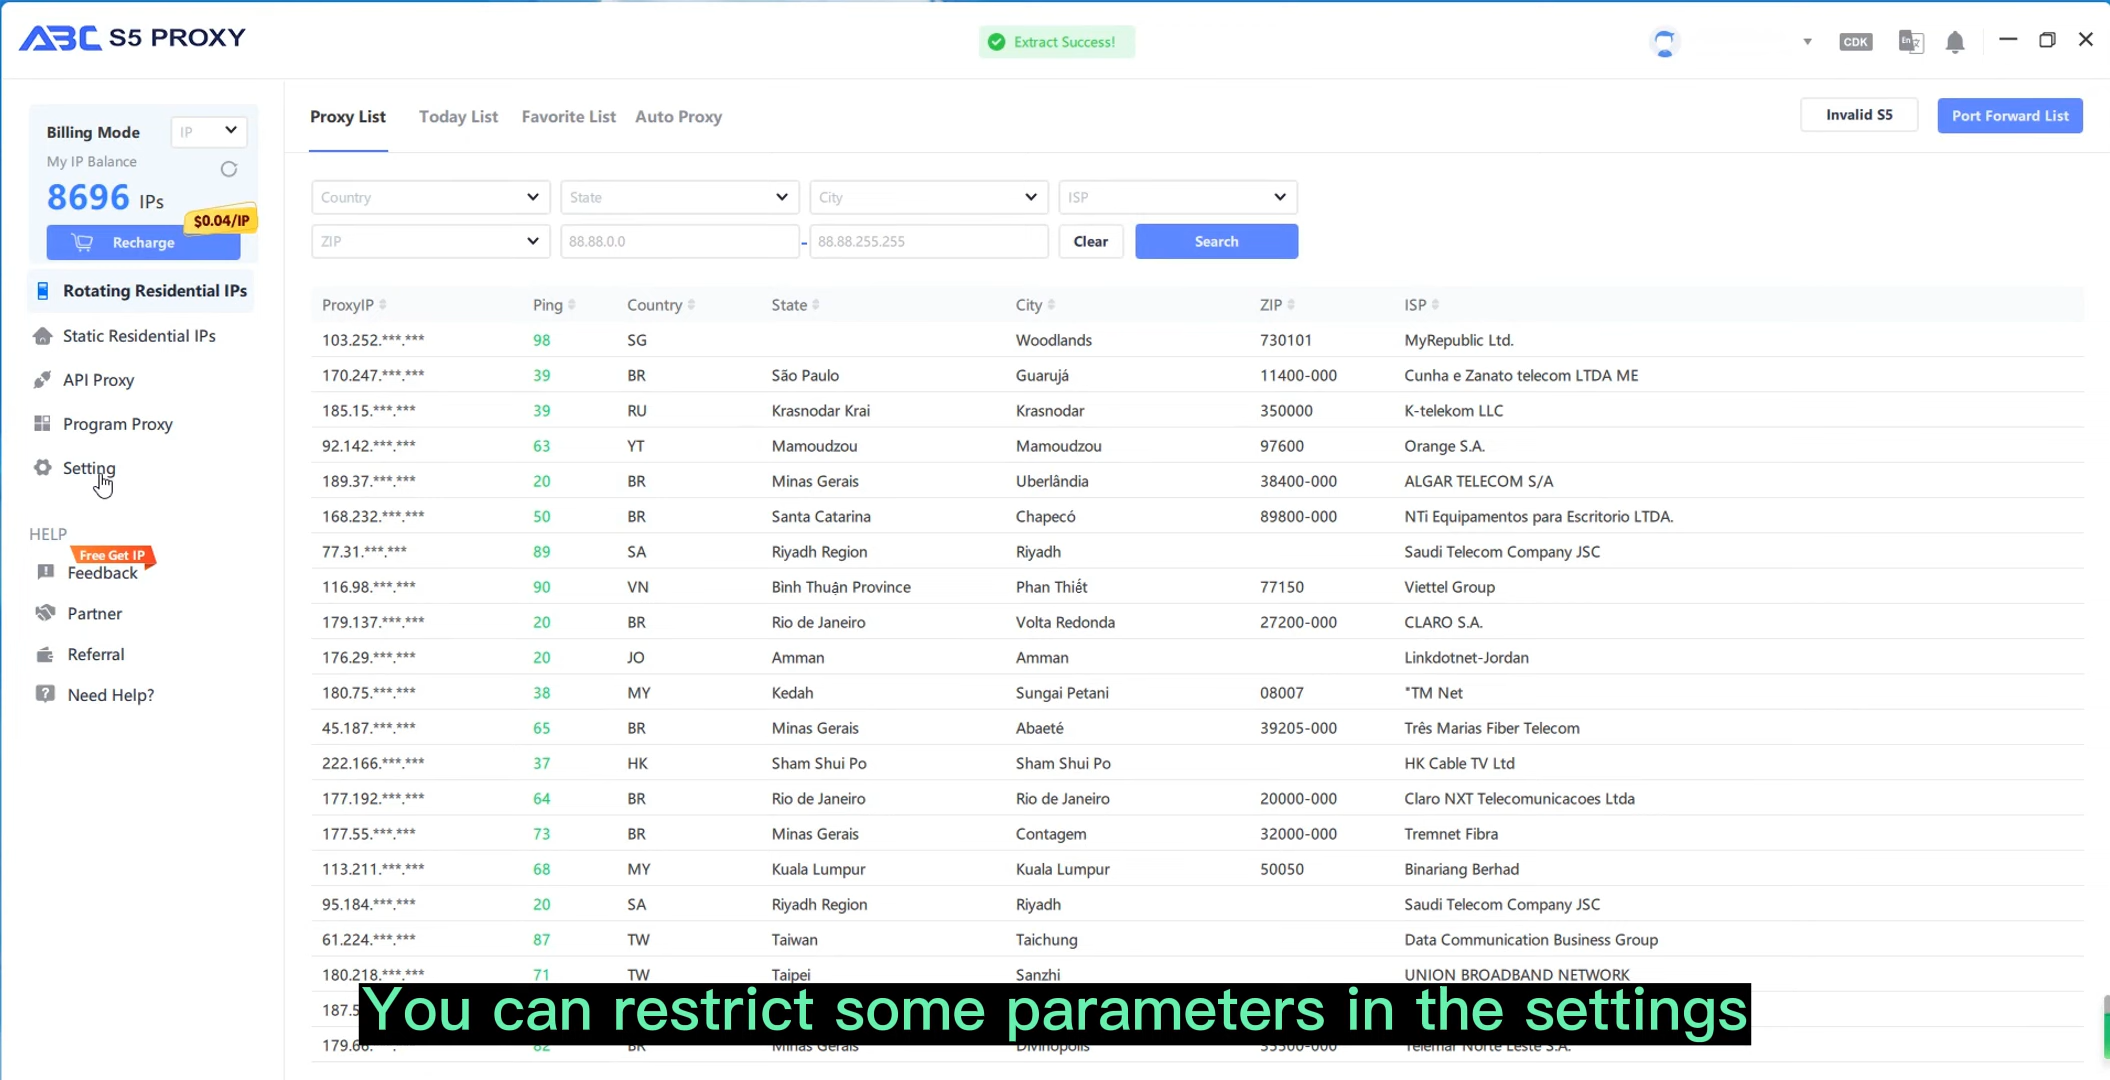 ABC S5 PROXY
Extract Success!
CDK
Billing Mode
IP
My IP Balance
8696 IPs
$0.04/IP
Recharge
Rotating Residential IPs
Static Residential IPs
API Proxy
Program Proxy
Setting
HELP
Free Get IP
Feedback
Partner
Referral
Need Help?
Proxy List Today List Favorite List Auto Proxy
Invalid S5 Port Forward List
Country State City ISP
ZIP 88.88.0.0 - 88.88.255.255 Clear Search
ProxyIP Ping Country State City ZIP ISP
103.252.***.*** 98 SG Woodlands 730101 MyRepublic Ltd.
170.247.***.*** 39 BR São Paulo Guarujá 11400-000 Cunha e Zanato telecom LTDA ME
185.15.***.*** 39 RU Krasnodar Krai Krasnodar 350000 K-telekom LLC
92.142.***.*** 63 YT Mamoudzou Mamoudzou 97600 Orange S.A.
189.37.***.*** 20 BR Minas Gerais Uberlândia 38400-000 ALGAR TELECOM S/A
168.232.***.*** 50 BR Santa Catarina Chapecó 89800-000 NTi Equipamentos para Escritorio LTDA.
77.31.***.*** 89 SA Riyadh Region Riyadh Saudi Telecom Company JSC
116.98.***.*** 90 VN Bình Thuận Province Phan Thiết 77150 Viettel Group
179.137.***.*** 20 BR Rio de Janeiro Volta Redonda 27200-000 CLARO S.A.
176.29.***.*** 20 JO Amman Amman Linkdotnet-Jordan
180.75.***.*** 38 MY Kedah Sungai Petani 08007 *TM Net
45.187.***.*** 65 BR Minas Gerais Abaeté 39205-000 Três Marias Fiber Telecom
222.166.***.*** 37 HK Sham Shui Po Sham Shui Po HK Cable TV Ltd
177.192.***.*** 64 BR Rio de Janeiro Rio de Janeiro 20000-000 Claro NXT Telecomunicacoes Ltda
177.55.***.*** 73 BR Minas Gerais Contagem 32000-000 Tremnet Fibra
113.211.***.*** 68 MY Kuala Lumpur Kuala Lumpur 50050 Binariang Berhad
95.184.***.*** 20 SA Riyadh Region Riyadh Saudi Telecom Company JSC
61.224.***.*** 87 TW Taiwan Taichung Data Communication Business Group
180.218.***.*** 71 TW Taipei Sanzhi UNION BROADBAND NETWORK
187.5
You can restrict some parameters in the settings
179.66. 82 BR Minas Gerais Divinópolis 35500-000 Telemar Norte Leste S.A.